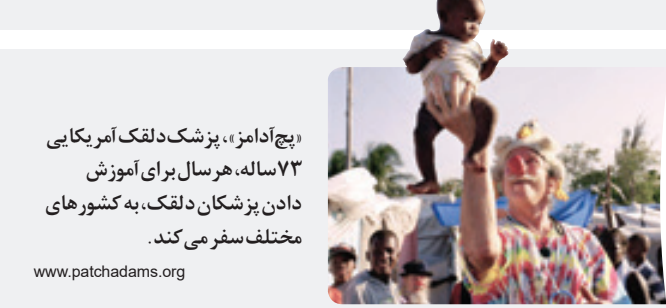 «پچ‌آدامز»، پزشک‌دلقک آمریکایی
۷۳ساله، هرسال برای آموزش
دادن پزشکان دلقک، به کشورهای
مختلف سفر می‌کند.
www.patchadams.org